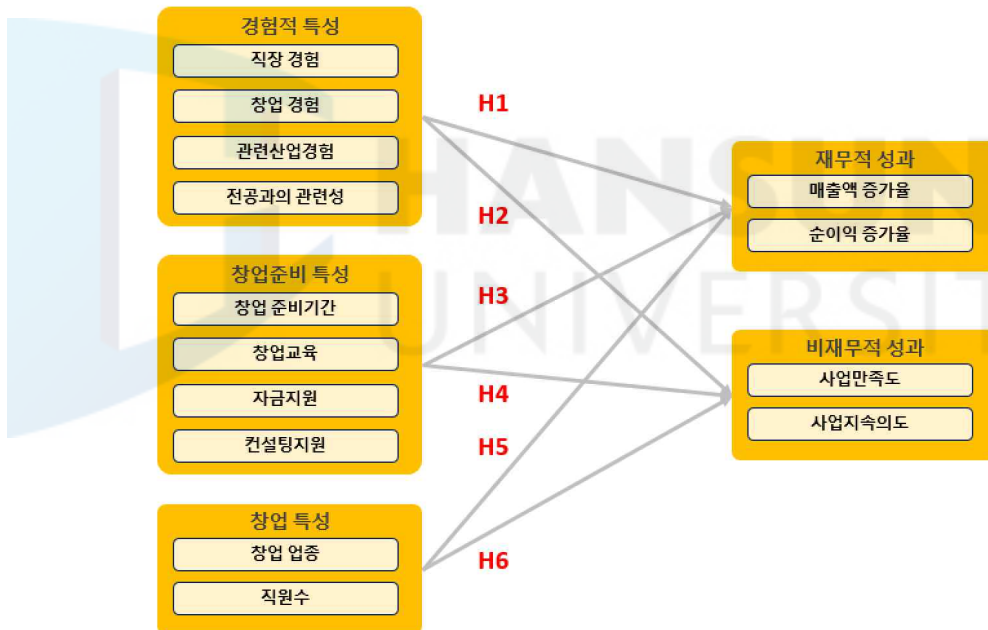 경험적 특성
직장 경험
창업 경험
관련산업경험
전공과의 관련성
창업준비 특성
창업 준비기간
창업교육
자금지원
컨설팅지원
창업 특성
창업 업종
직원수
H1
H2
H3
H4
H5
H6
재무적 성과
매출액 증가율
순이익 증가율
비재무적 성과
사업만족도
사업지속의도
HANSUN
UNIVERSIT